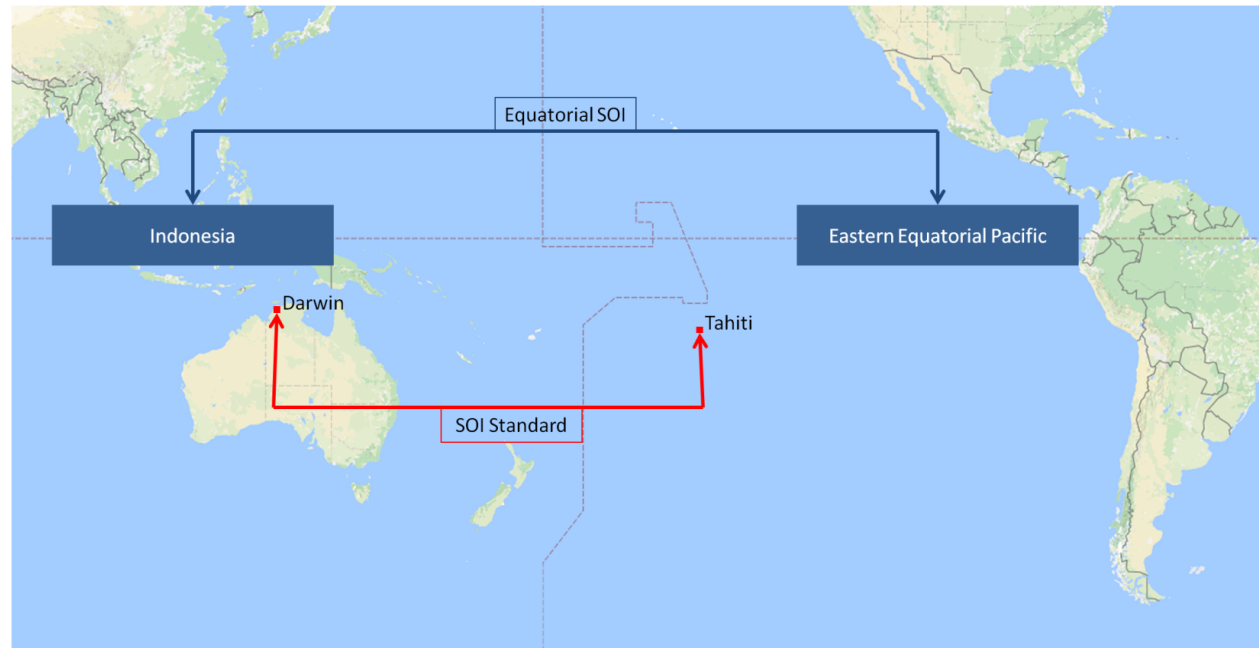 Equatorial SOI
Indonesia
Eastern Equatorial Pacific
Darwin
Tahiti
SOI Standard